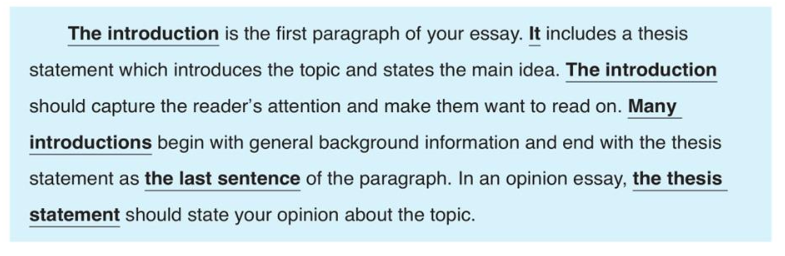 The introduction is the first paragraph of your essay. It includes a thesis
statement which introduces the topic and states the main idea. The introduction
should capture the reader's attention and make them want to read on. Many
introductions begin with general background information and end with the thesis
statement as the last sentence of the paragraph. In an opinion essay, the thesis
statement should state your opinion about the topic.